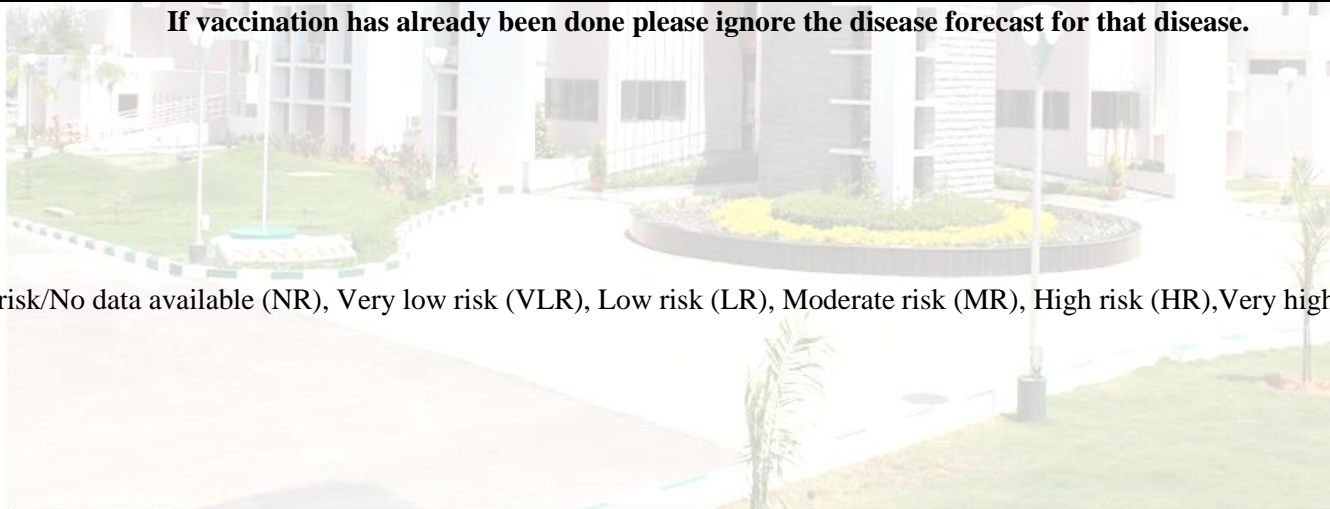 If vaccination has already been done please ignore the disease forecast for that disease.
risk/No data available (NR), Very low risk (VLR), Low risk (LR), Moderate risk (MR), High risk (HR),Very high